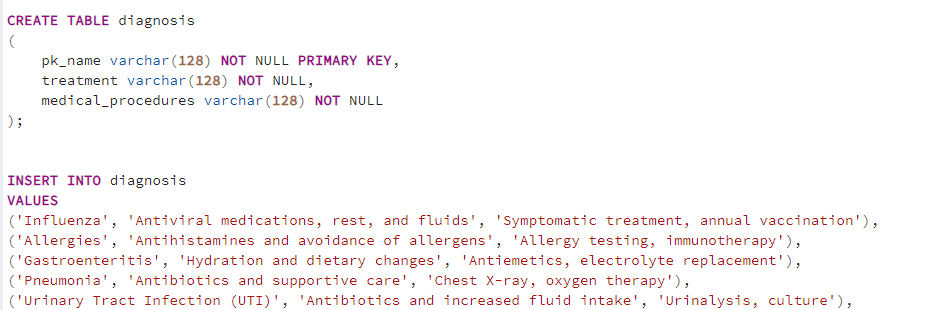 CREATE TABLE diagnosis
(
    pk_name varchar(128) NOT NULL PRIMARY KEY,
    treatment varchar(128) NOT NULL,
    medical_procedures varchar(128) NOT NULL
);
INSERT INTO diagnosis
VALUES
('Influenza', 'Antiviral medications, rest, and fluids', 'Symptomatic treatment, annual vaccination'),
('Allergies', 'Antihistamines and avoidance of allergens', 'Allergy testing, immunotherapy'),
('Gastroenteritis', 'Hydration and dietary changes', 'Antiemetics, electrolyte replacement'),
('Pneumonia', 'Antibiotics and supportive care', 'Chest X-ray, oxygen therapy'),
('Urinary Tract Infection (UTI)', 'Antibiotics and increased fluid intake', 'Urinalysis, culture'),